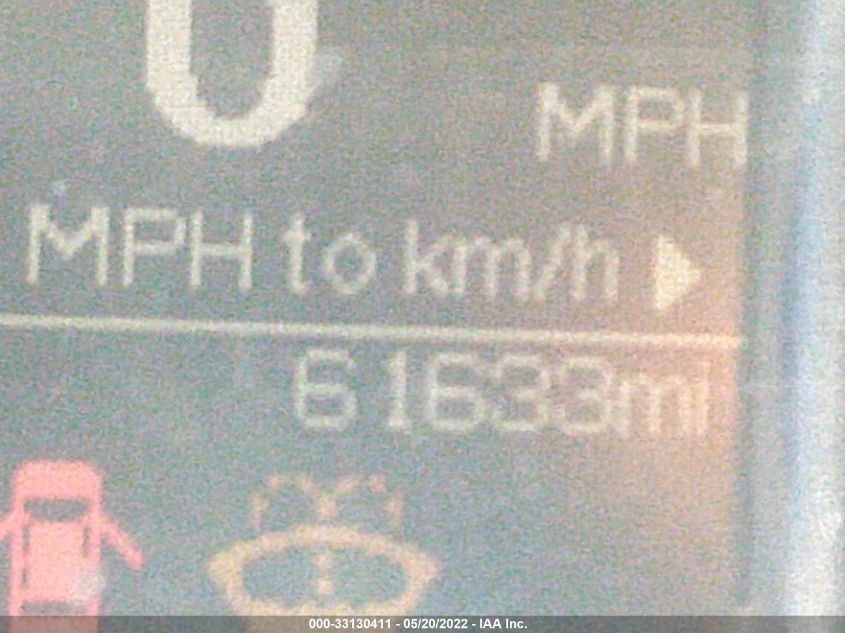 0
MPH
MPH to km/h
61633mi
000-33130411 - 05/20/2022 - IAA Inc.